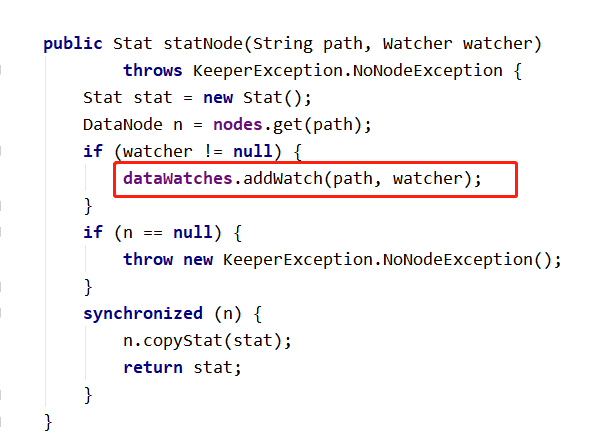 public Stat statNode(String path, Watcher watcher)
        throws KeeperException.NoNodeException {
    Stat stat = new Stat();
    DataNode n = nodes.get(path);
    if (watcher != null) {
        dataWatches.addWatch(path, watcher);
    }
    if (n == null) {
        throw new KeeperException.NoNodeException();
    }
    synchronized (n) {
        n.copyStat(stat);
        return stat;
    }
}